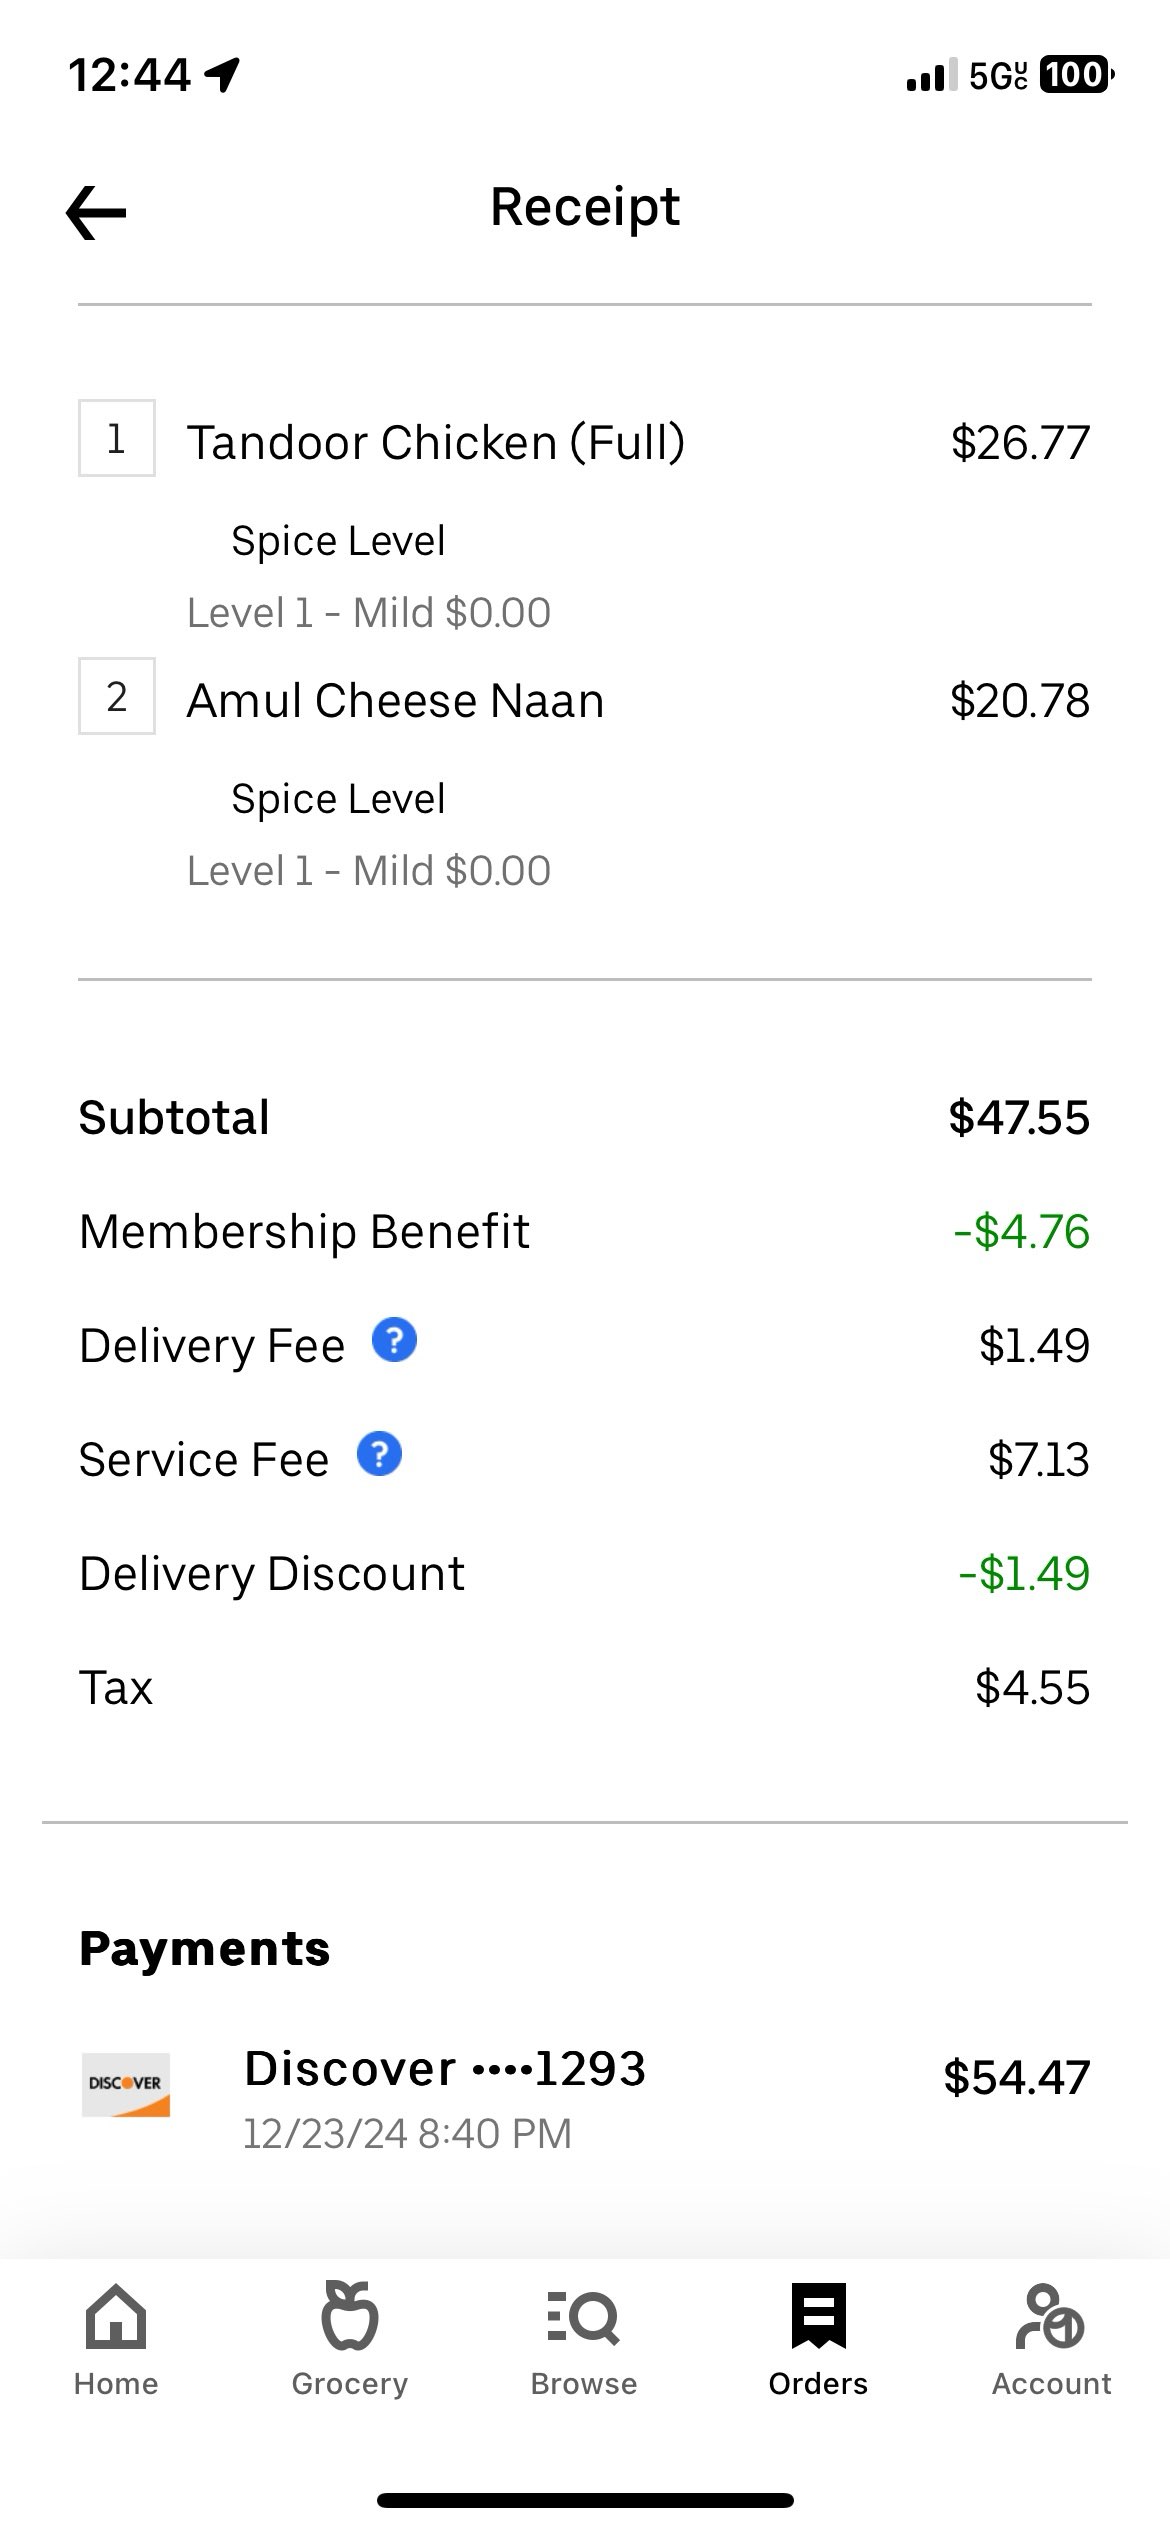 12:44 5GUC 100
Receipt
1 Tandoor Chicken (Full) $26.77
Spice Level
Level 1 - Mild $0.00
2 Amul Cheese Naan $20.78
Spice Level
Level 1 - Mild $0.00
Subtotal $47.55
Membership Benefit -$4.76
Delivery Fee ? $1.49
Service Fee ? $7.13
Delivery Discount -$1.49
Tax $4.55
Payments
DISCOVER Discover ••••1293 $54.47
12/23/24 8:40 PM
Home Grocery Browse Orders Account